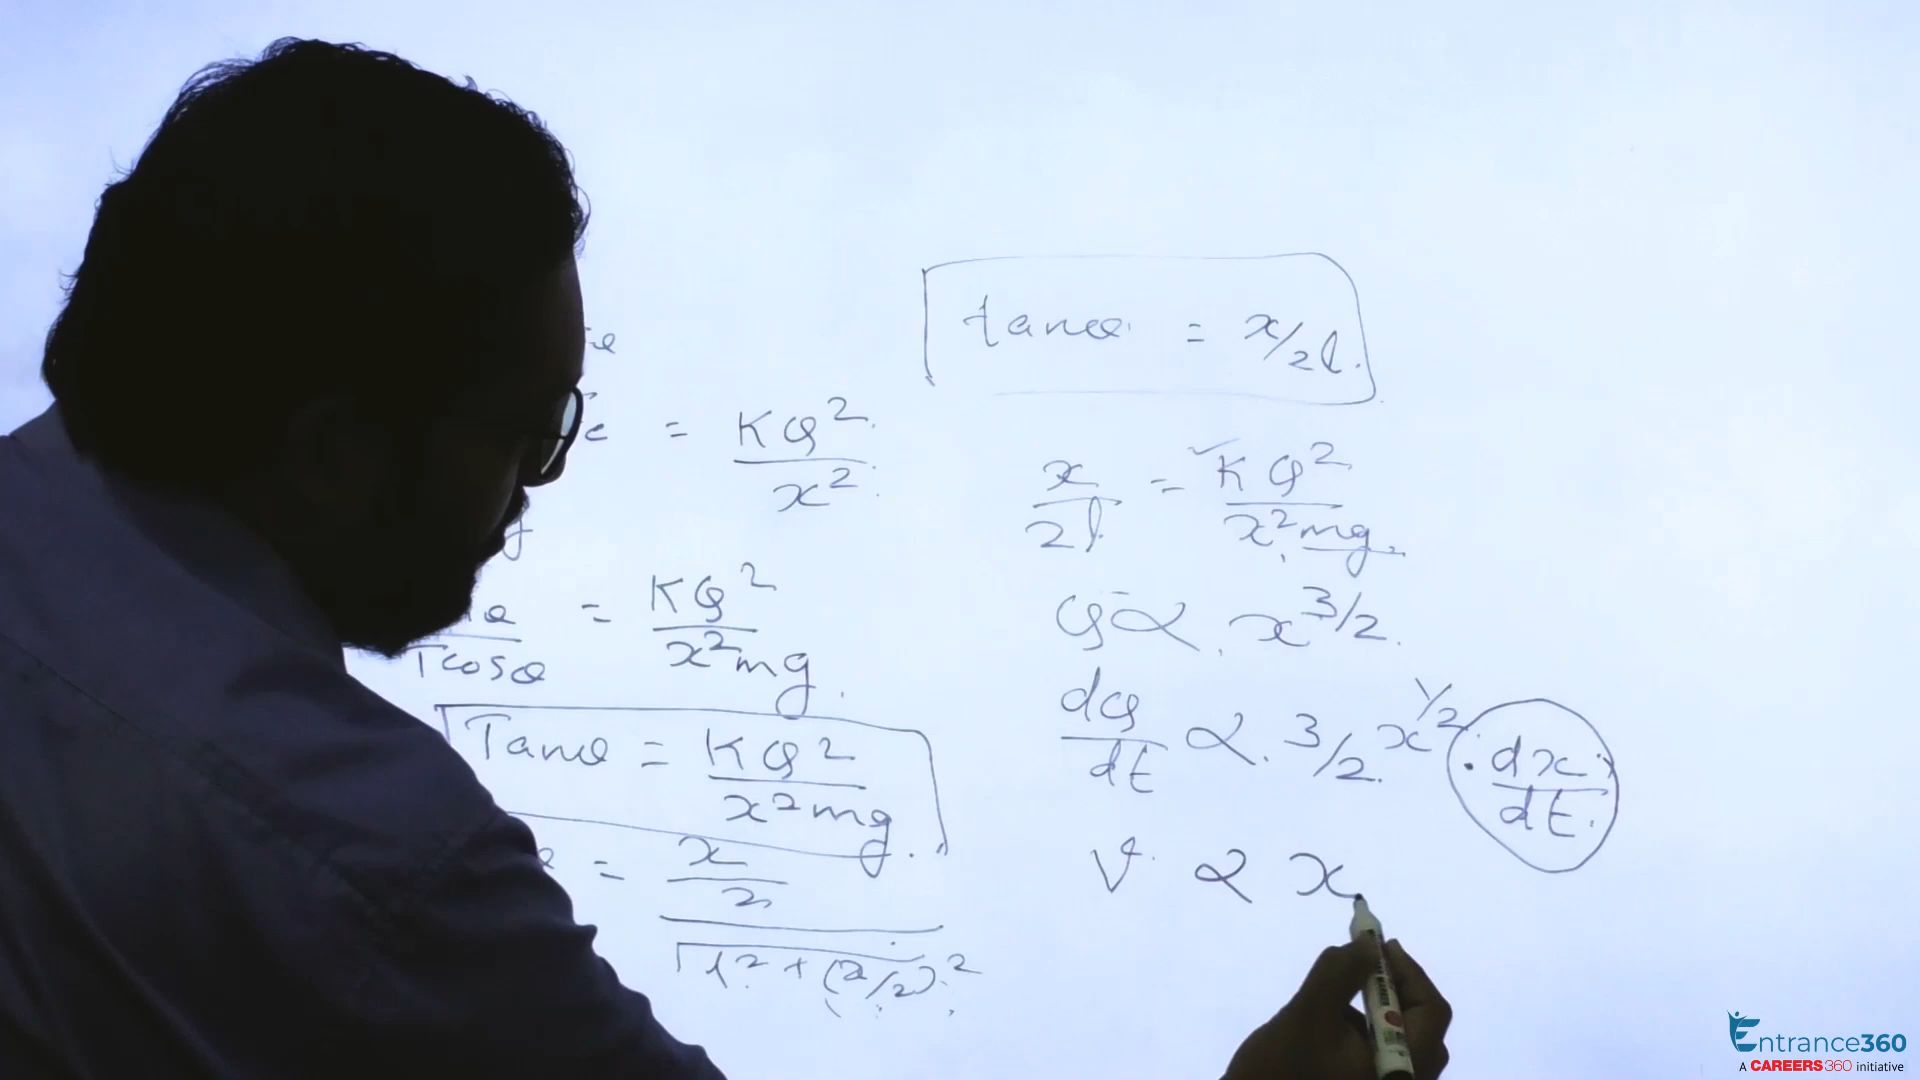 = KQ²/x²
= KQ²/x²mg
Tcosθ
Tanθ = KQ²/x²mg
= x/2 / √l² + (x/2)²
tanθ = x/2l.
x/2l = KQ²/x²mg
Q ∝ x^3/2.
dQ/dt ∝ 3/2 x^1/2 . dx/dt
v ∝ x
Entrance360
A CAREERS360 initiative